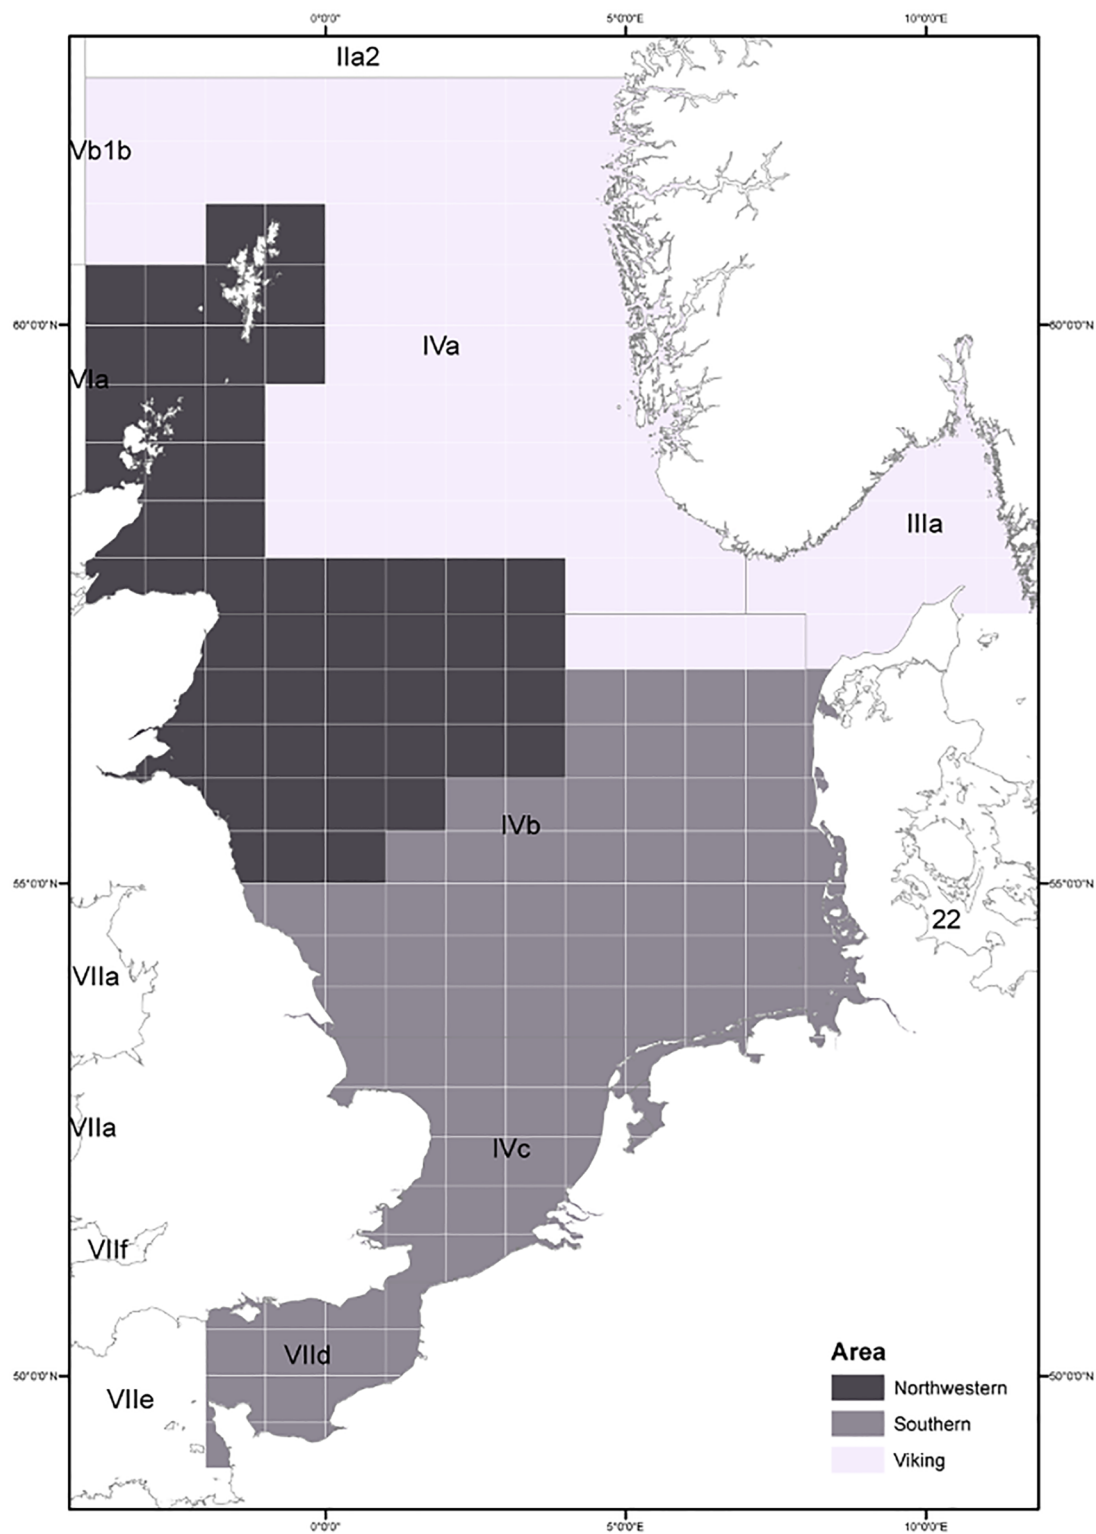 0°0'0" 5°0'0"E 10°0'0"E
IIa2
Vb1b
60°0'0"N 60°0'0"N
IVa
VIa
IIIa
IVb
55°0'0"N 55°0'0"N
22
VIIa
VIIa
IVc
VIIf
VIId
Area
50°0'0"N 50°0'0"N
Northwestern
VIIe
Southern
Viking
0°0'0" 5°0'0"E 10°0'0"E